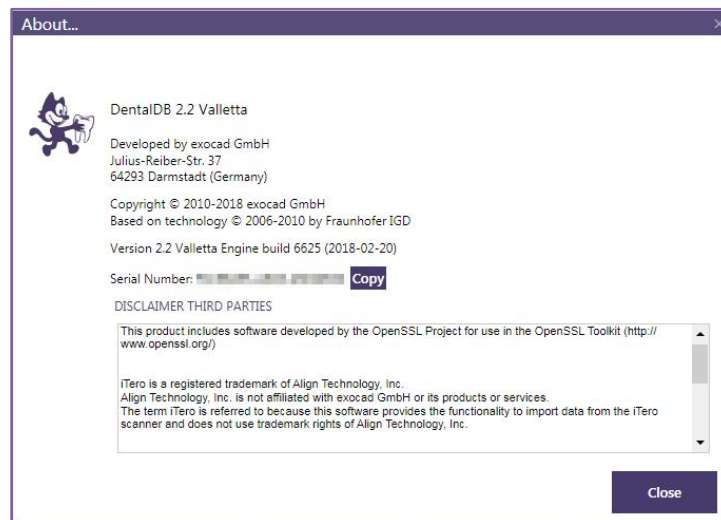 About...
DentalDB 2.2 Valletta
Developed by exocad GmbH
Julius-Reiber-Str. 37
64293 Darmstadt (Germany)
Copyright © 2010-2018 exocad GmbH
Based on technology © 2006-2010 by Fraunhofer IGD
Version 2.2 Valletta Engine build 6625 (2018-02-20)
Serial Number: Copy
DISCLAIMER THIRD PARTIES
This product includes software developed by the OpenSSL Project for use in the OpenSSL Toolkit (http://
www.openssl.org/)
iTero is a registered trademark of Align Technology, Inc.
Align Technology, Inc. is not affiliated with exocad GmbH or its products or services.
The term iTero is referred to because this software provides the functionality to import data from the iTero
scanner and does not use trademark rights of Align Technology, Inc.
Close